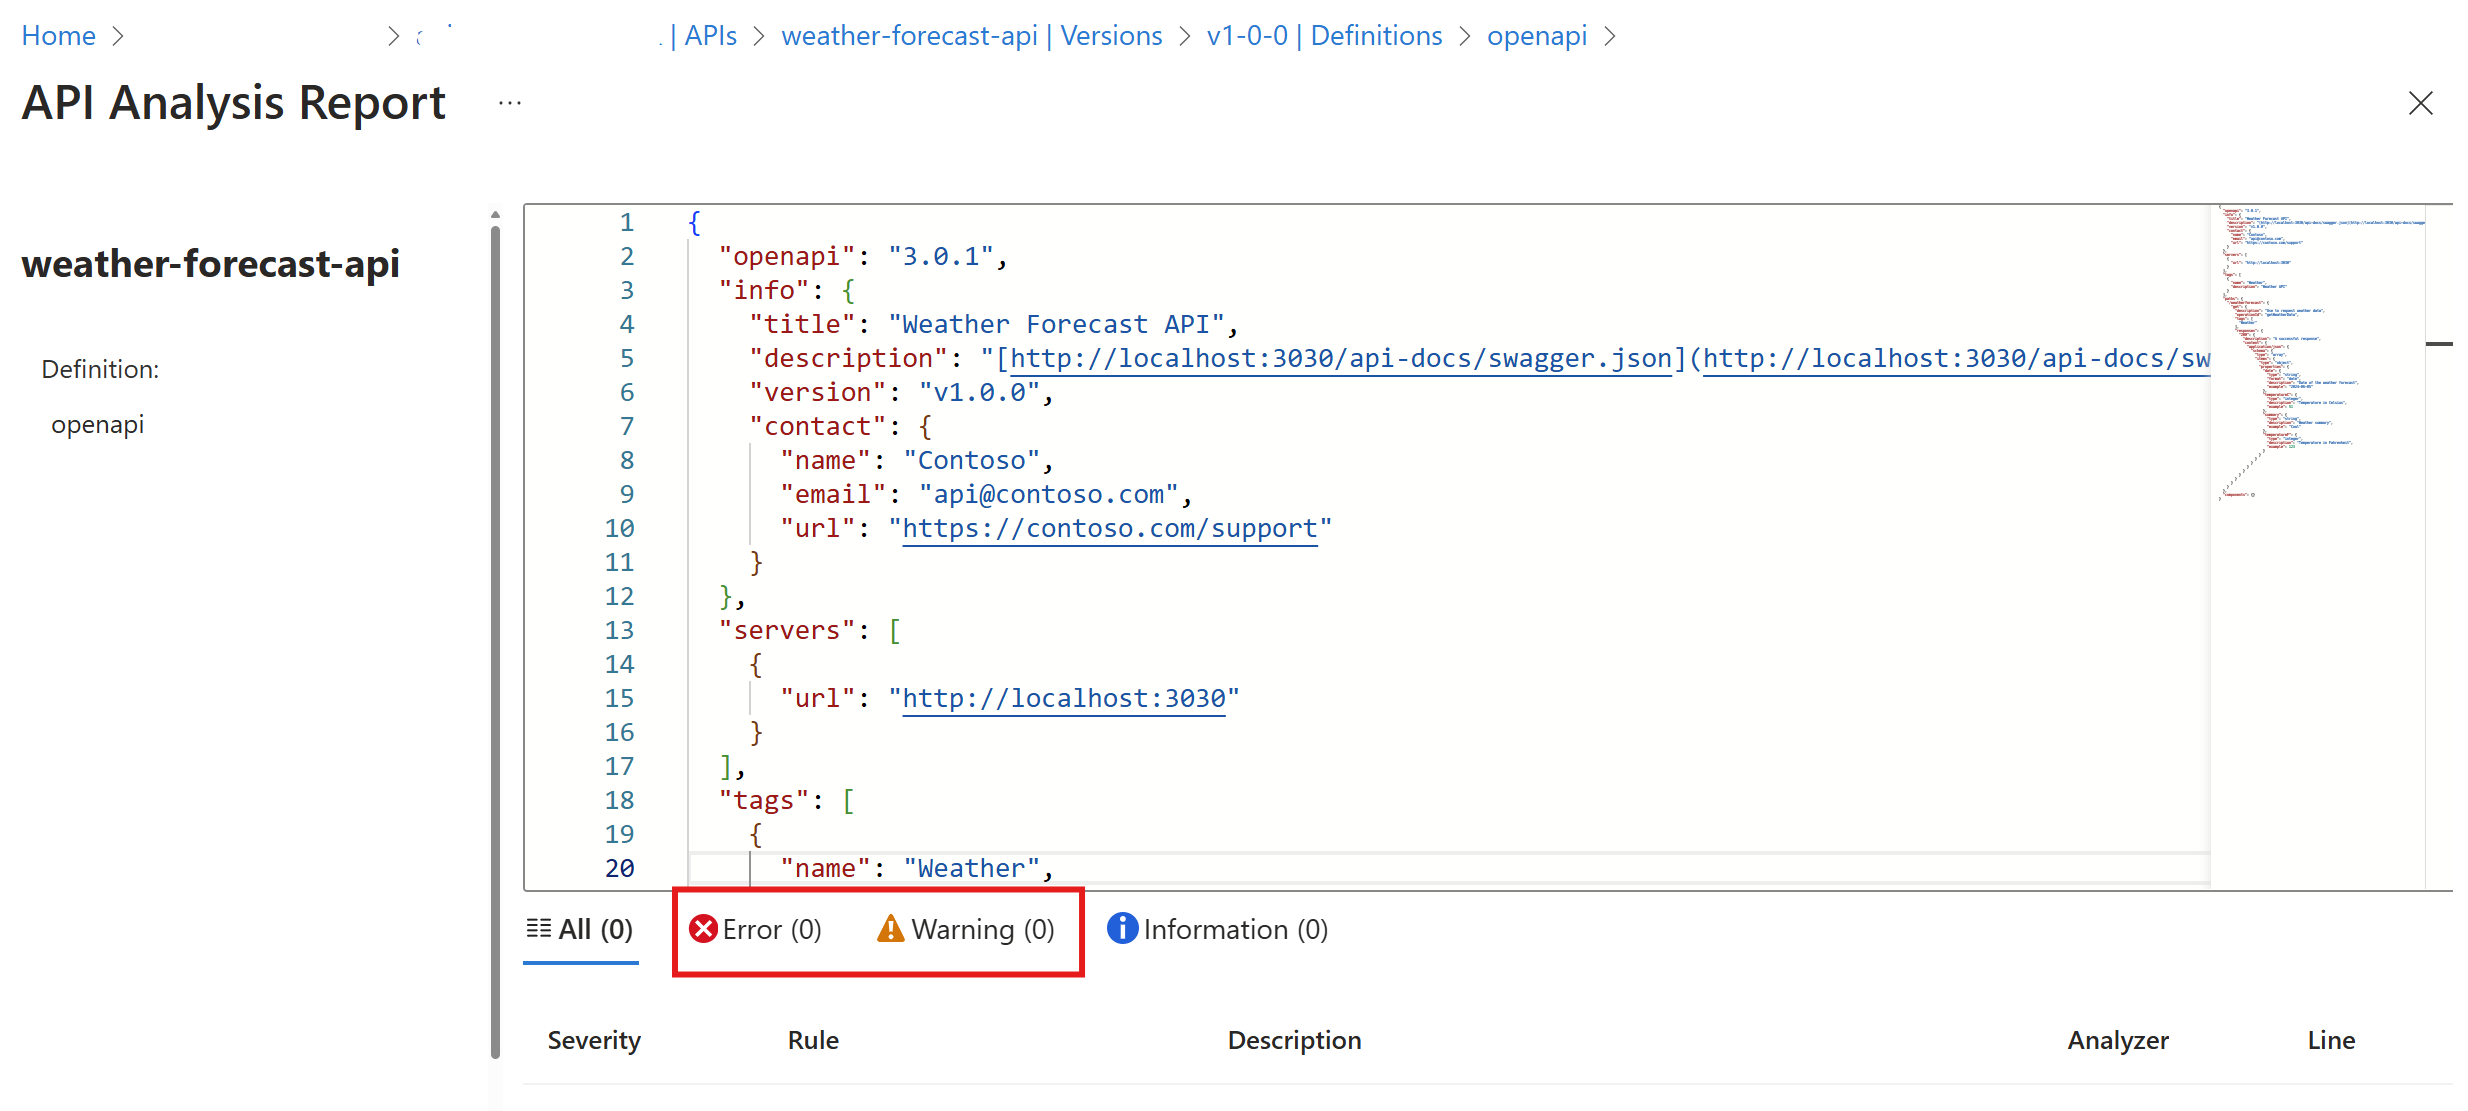 Home > > | APIs > weather-forecast-api | Versions > v1-0-0 | Definitions > openapi >
API Analysis Report ...
weather-forecast-api
Definition:
openapi
1 {
2 "openapi": "3.0.1",
3 "info": {
4 "title": "Weather Forecast API",
5 "description": "[http://localhost:3030/api-docs/swagger.json](http://localhost:3030/api-docs/sw
6 "version": "v1.0.0",
7 "contact": {
8 "name": "Contoso",
9 "email": "api@contoso.com",
10 "url": "https://contoso.com/support"
11 }
12 },
13 "servers": [
14 {
15 "url": "http://localhost:3030"
16 }
17 ],
18 "tags": [
19 {
20 "name": "Weather",
All (0) Error (0) Warning (0) Information (0)
Severity Rule Description Analyzer Line